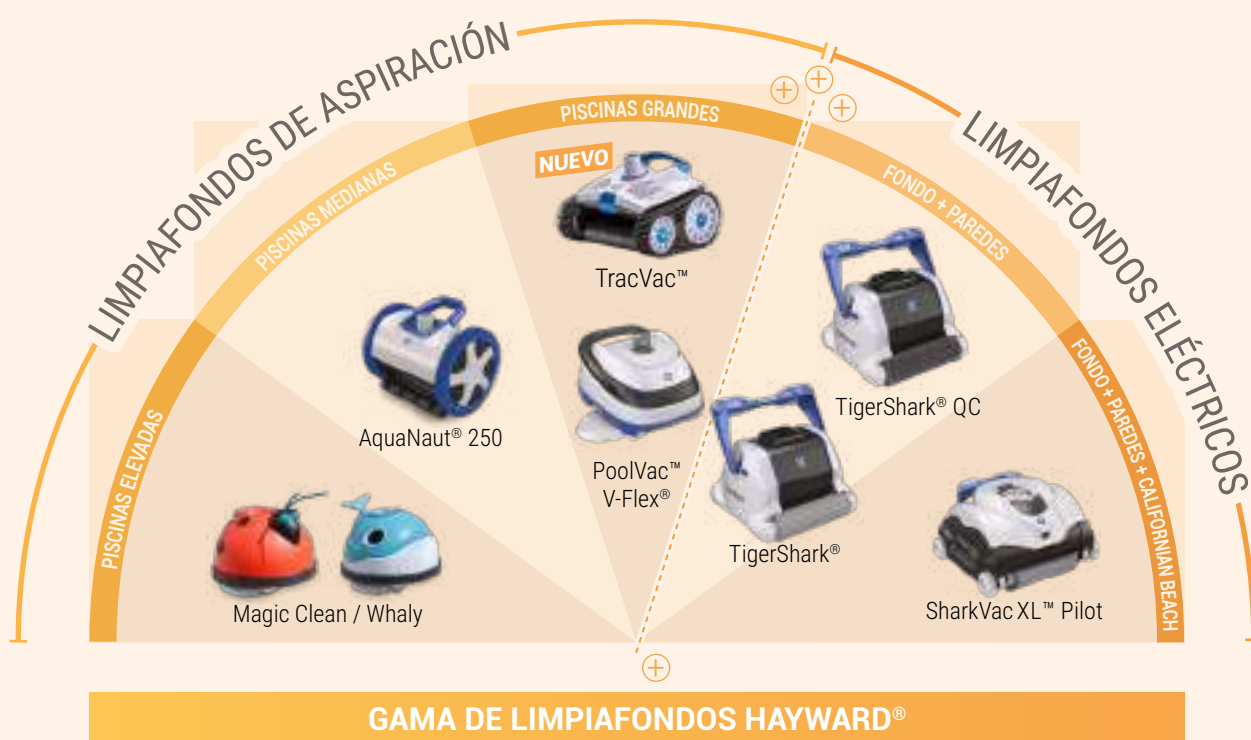 LIMPIAFONDOS DE ASPIRACIÓN
LIMPIAFONDOS ELÉCTRICOS
PISCINAS ELEVADAS
PISCINAS MEDIANAS
PISCINAS GRANDES
FONDO + PAREDES
FONDO + PAREDES + CALIFORNIAN BEACH
NUEVO
TracVac™
AquaNaut® 250
PoolVac™
V-Flex®
TigerShark® QC
TigerShark®
Magic Clean / Whaly
SharkVac XL™ Pilot
GAMA DE LIMPIAFONDOS HAYWARD®